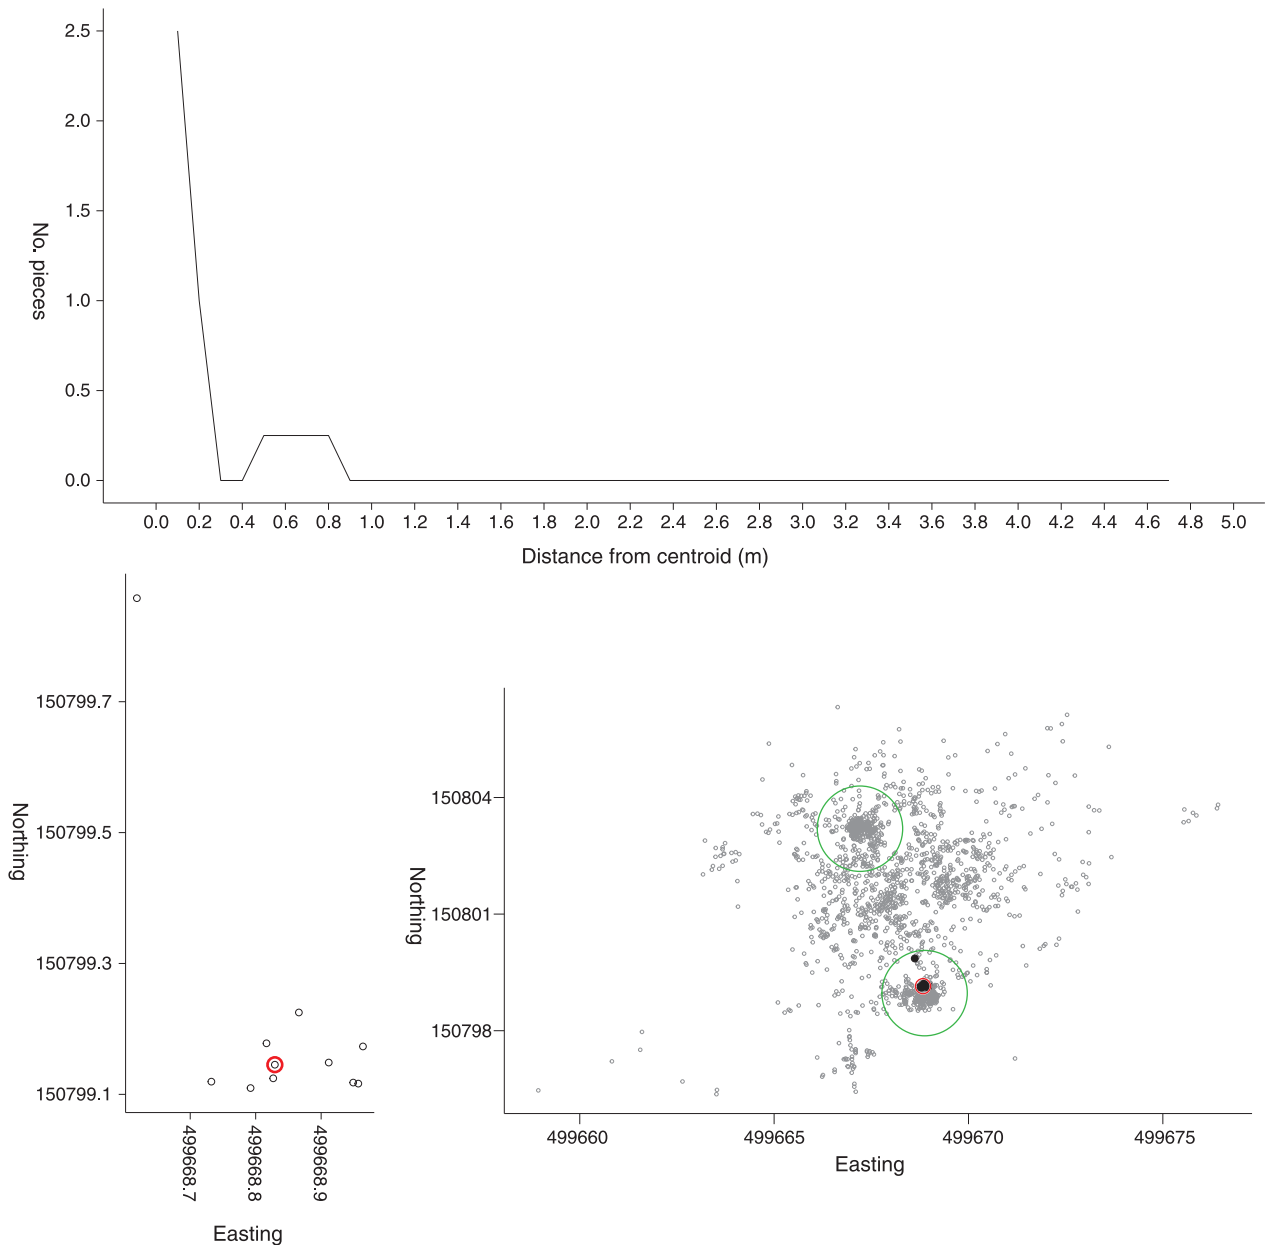 2.5
2.0
1.5
1.0
0.5
0.0
No. pieces
0.0 0.2 0.4 0.6 0.8 1.0 1.2 1.4 1.6 1.8 2.0 2.2 2.4 2.6 2.8 3.0 3.2 3.4 3.6 3.8 4.0 4.2 4.4 4.6 4.8 5.0
Distance from centroid (m)
150799.7
150799.5
150799.3
150799.1
Northing
499668.7 499668.8 499668.9
Easting
150804
150801
150798
Northing
499660 499665 499670 499675
Easting